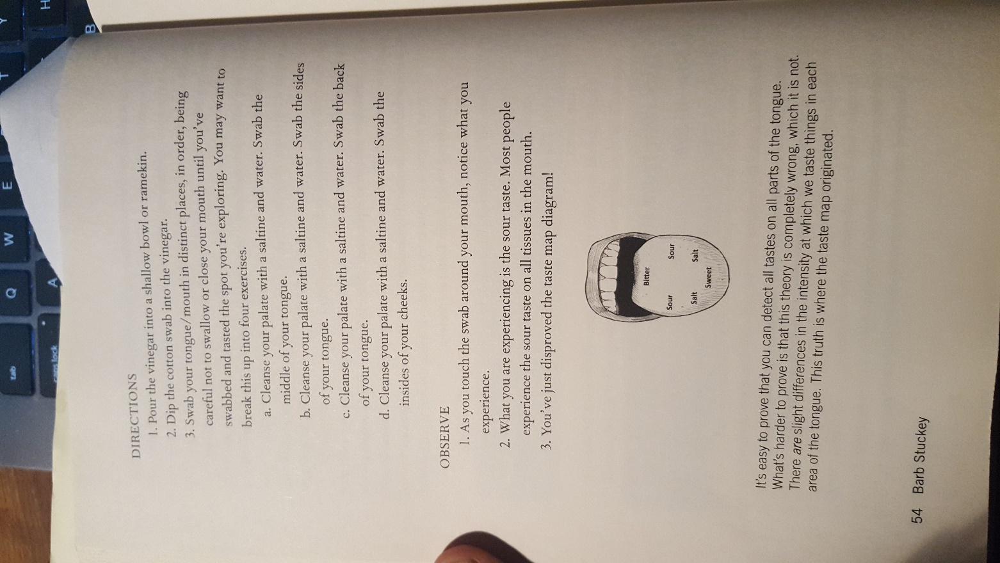 DIRECTIONS
1. Pour the vinegar into a shallow bowl or ramekin.
2. Dip the cotton swab into the vinegar.
3. Swab your tongue/mouth in distinct places, in order, being
careful not to swallow or close your mouth until you've
swabbed and tasted the spot you're exploring. You may want to
break this up into four exercises.
a. Cleanse your palate with a saltine and water. Swab the
middle of your tongue.
b. Cleanse your palate with a saltine and water. Swab the sides
of your tongue.
c. Cleanse your palate with a saltine and water. Swab the back
of your tongue.
d. Cleanse your palate with a saltine and water. Swab the
insides of your cheeks.
OBSERVE
1. As you touch the swab around your mouth, notice what you
experience.
2. What you are experiencing is the sour taste. Most people
experience the sour taste on all tissues in the mouth.
3. You've just disproved the taste map diagram!
Bitter
Sour Sour
Salt Salt
Sweet
It's easy to prove that you can detect all tastes on all parts of the tongue.
What's harder to prove is that this theory is completely wrong, which it is not.
There are slight differences in the intensity at which we taste things in each
area of the tongue. This truth is where the taste map originated.
54 Barb Stuckey
tab Q W E T Y
caps lock A
B H